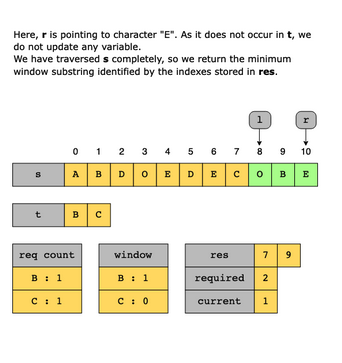 Here, r is pointing to character "E". As it does not occur in t, we
do not update any variable.
We have traversed s completely, so we return the minimum
window substring identified by the indexes stored in res.
l r
0 1 2 3 4 5 6 7 8 9 10
s A B D O E D E C O B E
t B C
req count window res 7 9
B : 1 B : 1 required 2
C : 1 C : 0 current 1